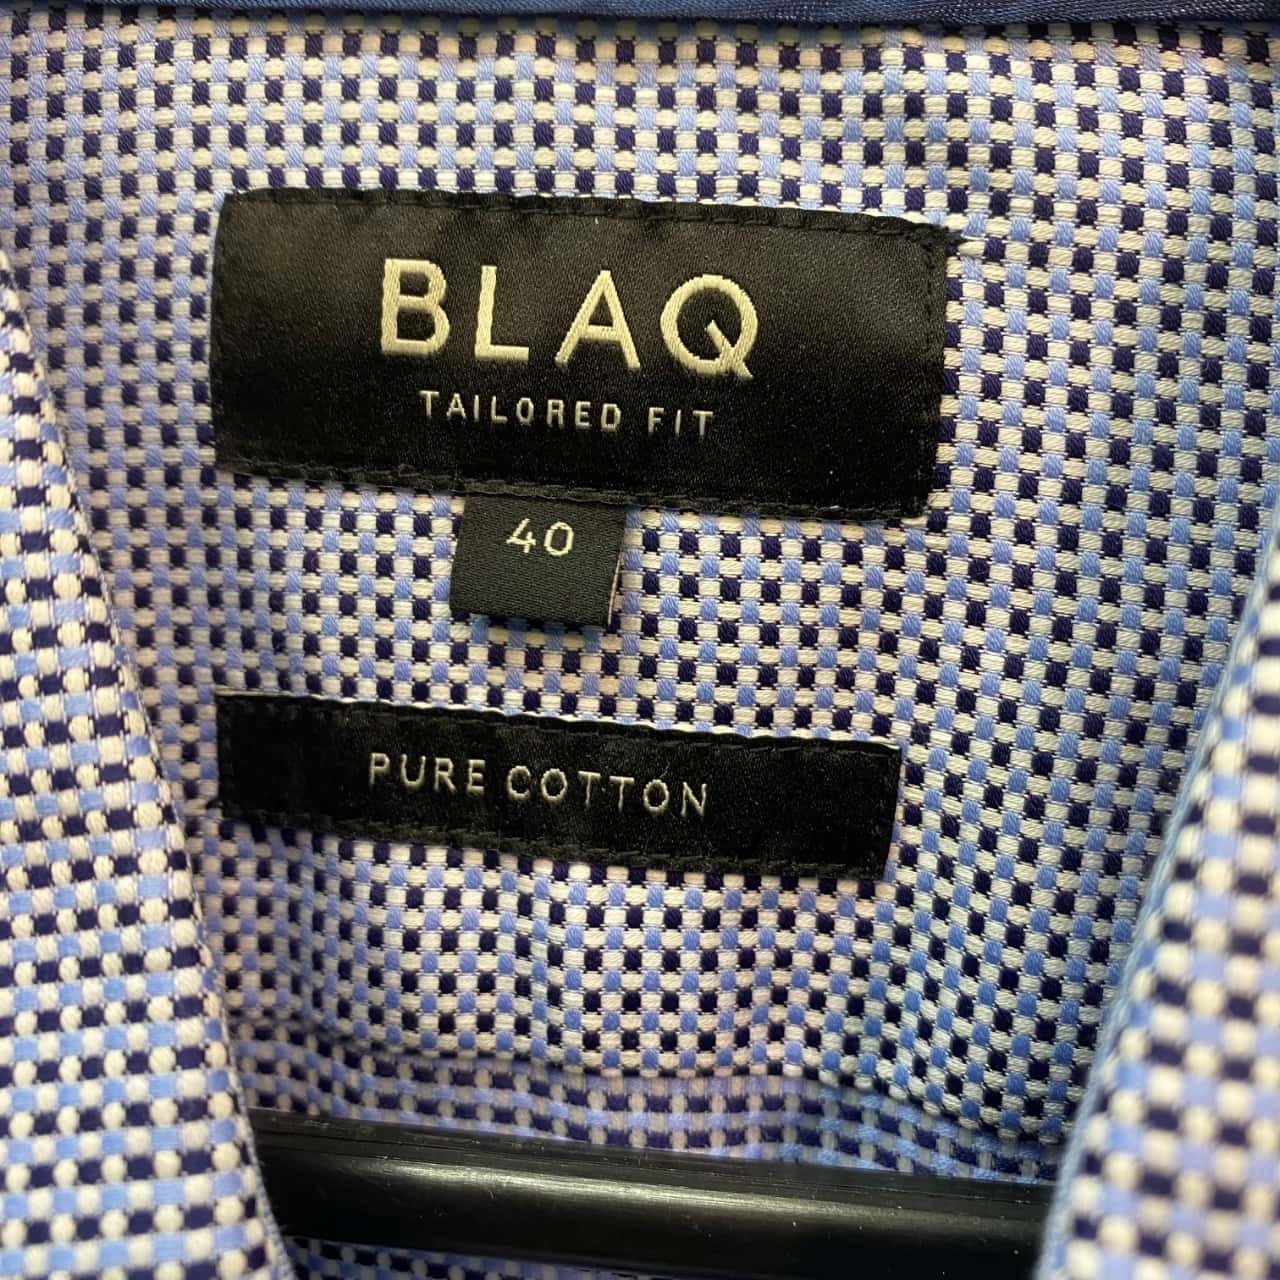 BLAQ
TAILORED FIT
40
PURE COTTON